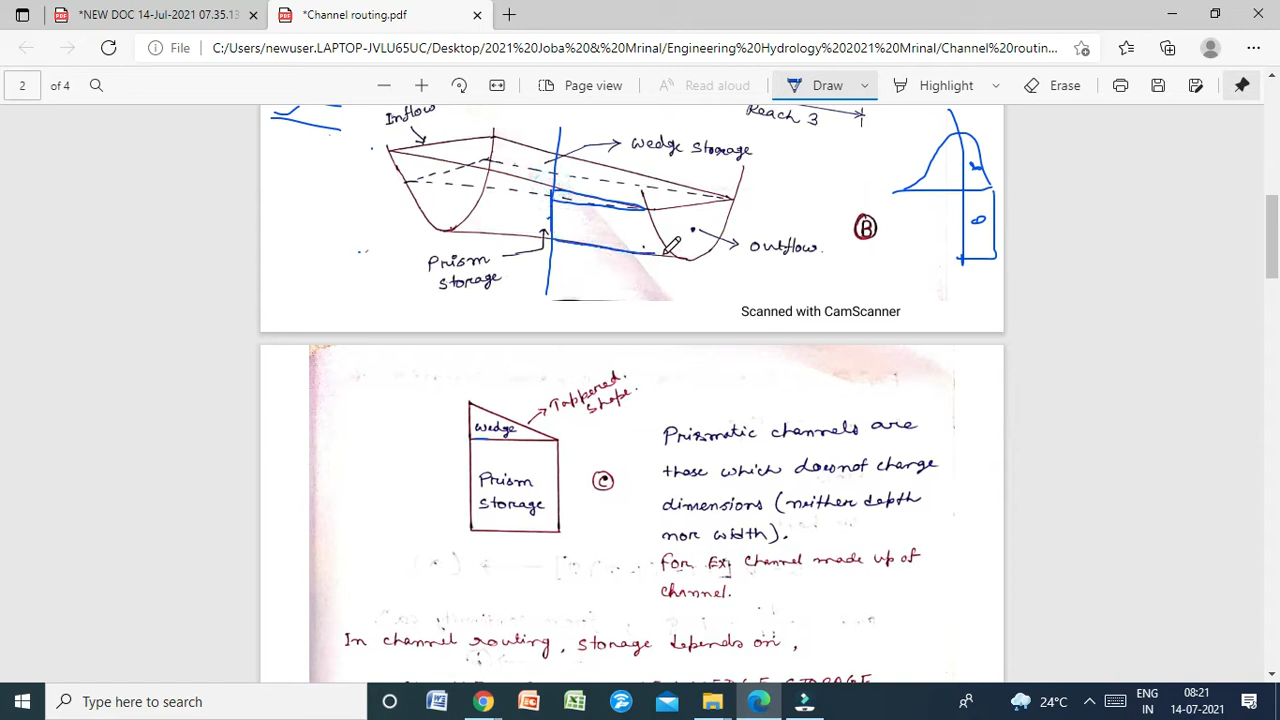 *NEW DOC 14-Jul-2021 07.35.13
*Channel routing.pdf
File
C:/Users/newuser.LAPTOP-JVLU65UC/Desktop/2021%20Joba%20&%20Mrinal/Engineering%20Hydrology%202021%20Mrinal/Channel%20routin...
2 of 4
Page view
Read aloud
Draw
Highlight
Erase
Inflow
Reach 3
wedge storage
B
outflow.
Prism
storage
Scanned with CamScanner
Tappered
shape.
wedge
Prism
storage
C
Prismatic channels are
those which doesnot change
dimensions (neither depth
nor width).
For Ex; channel made up of
channel.
In channel routing, storage depends on,
WEDGE STORAGE
Type here to search
24°C
ENG
IN
08:21
14-07-2021